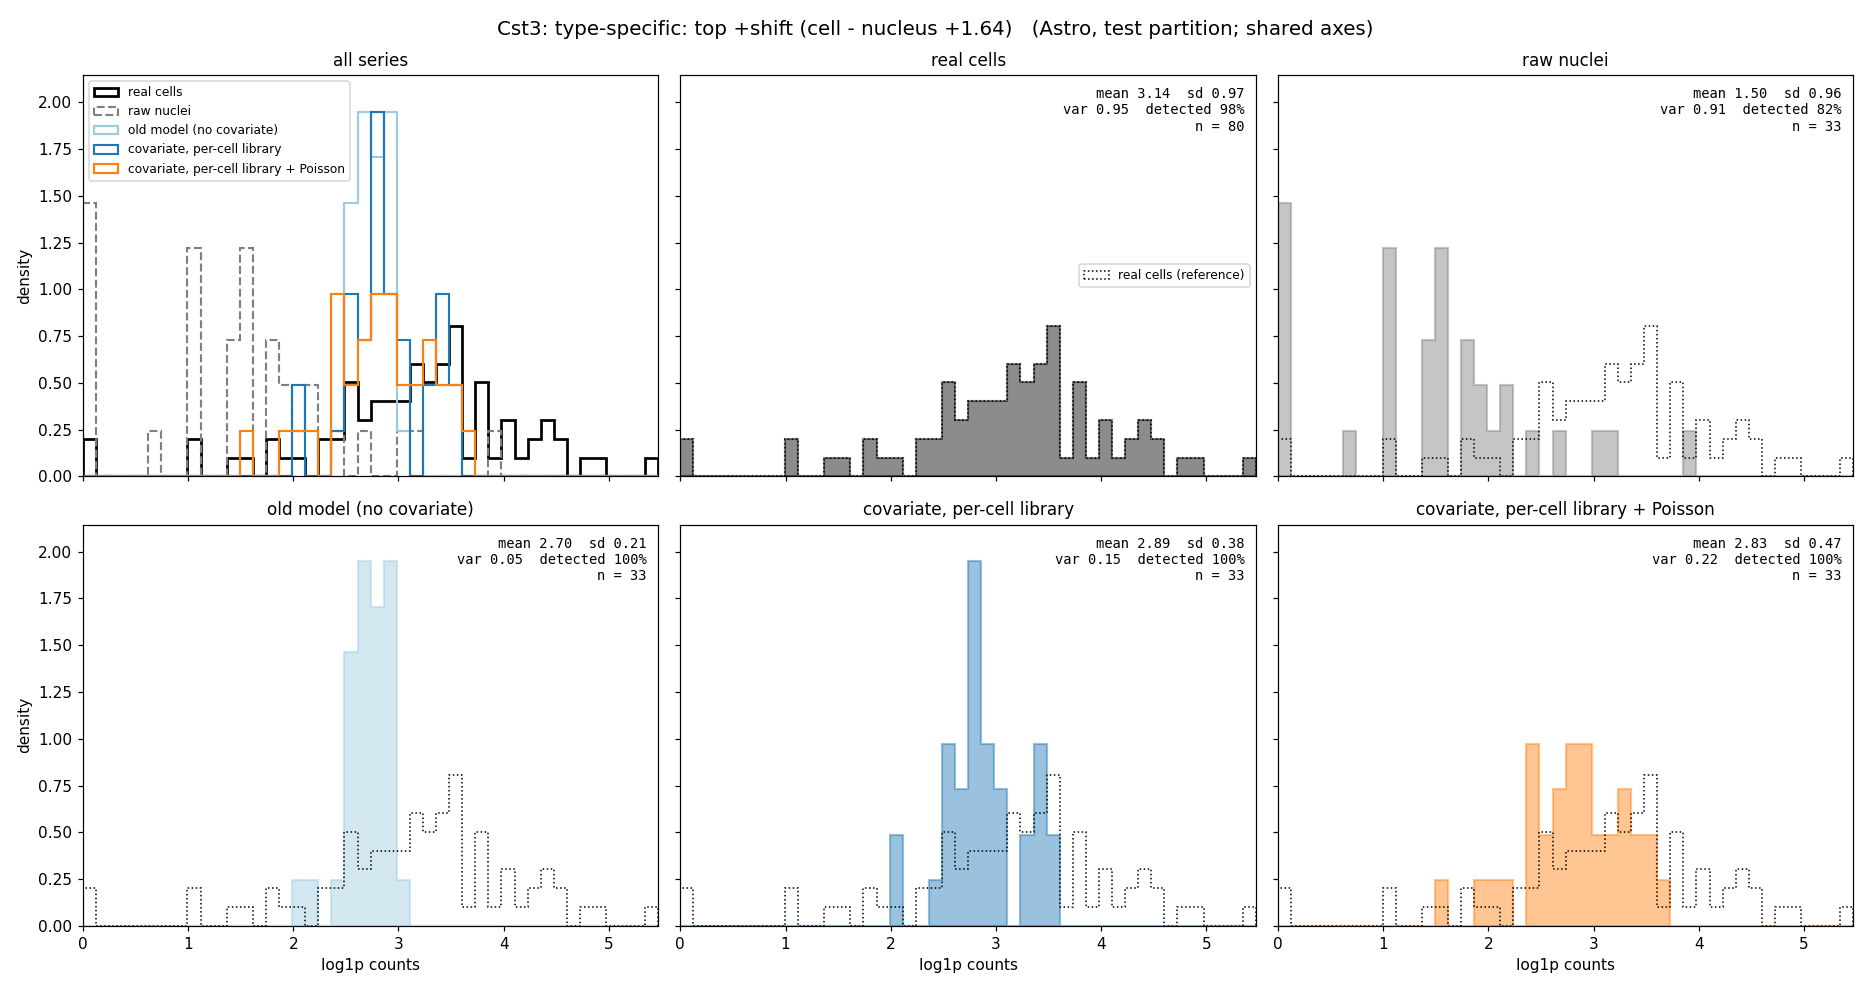 Cst3: type-specific: top +shift (cell - nucleus +1.64)   (Astro, test partition; shared axes)
all series
real cells
raw nuclei
old model (no covariate)
covariate, per-cell library
covariate, per-cell library + Poisson
2.00
1.75
1.50
1.25
1.00
0.75
0.50
0.25
0.00
density
real cells
mean 3.14  sd 0.97
var 0.95  detected 98%
n = 80
real cells (reference)
raw nuclei
mean 1.50  sd 0.96
var 0.91  detected 82%
n = 33
old model (no covariate)
mean 2.70  sd 0.21
var 0.05  detected 100%
n = 33
2.00
1.75
1.50
1.25
1.00
0.75
0.50
0.25
0.00
density
0 1 2 3 4 5
log1p counts
covariate, per-cell library
mean 2.89  sd 0.38
var 0.15  detected 100%
n = 33
0 1 2 3 4 5
log1p counts
covariate, per-cell library + Poisson
mean 2.83  sd 0.47
var 0.22  detected 100%
n = 33
0 1 2 3 4 5
log1p counts